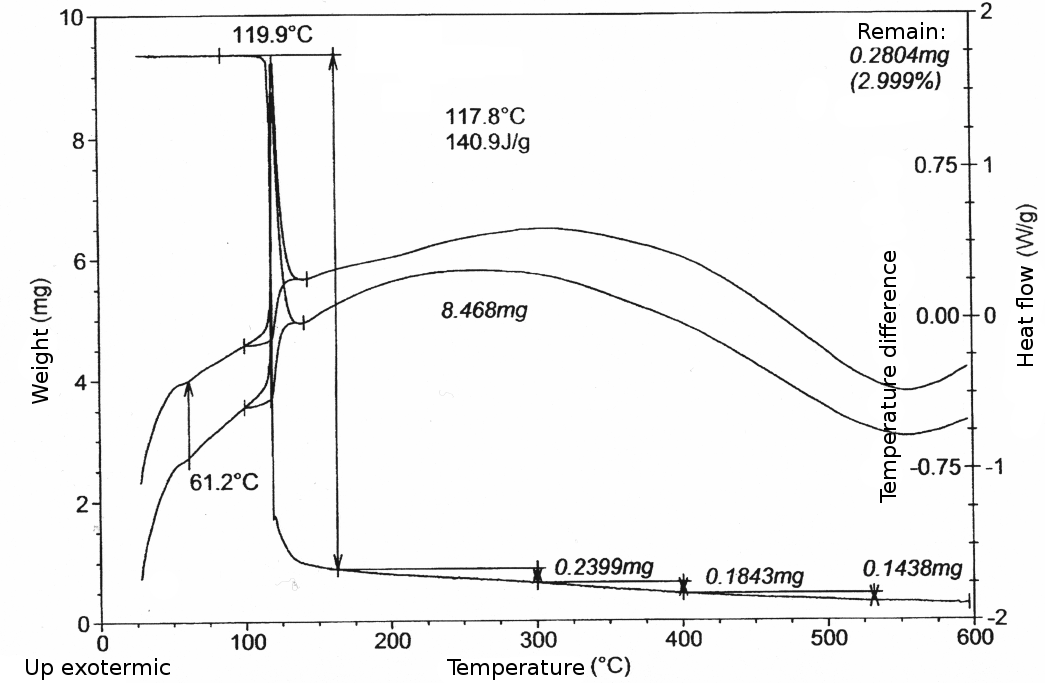 10
8
6
4
2
0
Weight (mg)
119.9°C
117.8°C
140.9J/g
8.468mg
61.2°C
0.2399mg
0.1843mg
0.1438mg
Remain:
0.2804mg
(2.999%)
0.75
0.00
-0.75
Temperature difference
2
1
0
-1
-2
Heat flow (W/g)
0
100
200
300
400
500
600
Up exotermic
Temperature (°C)